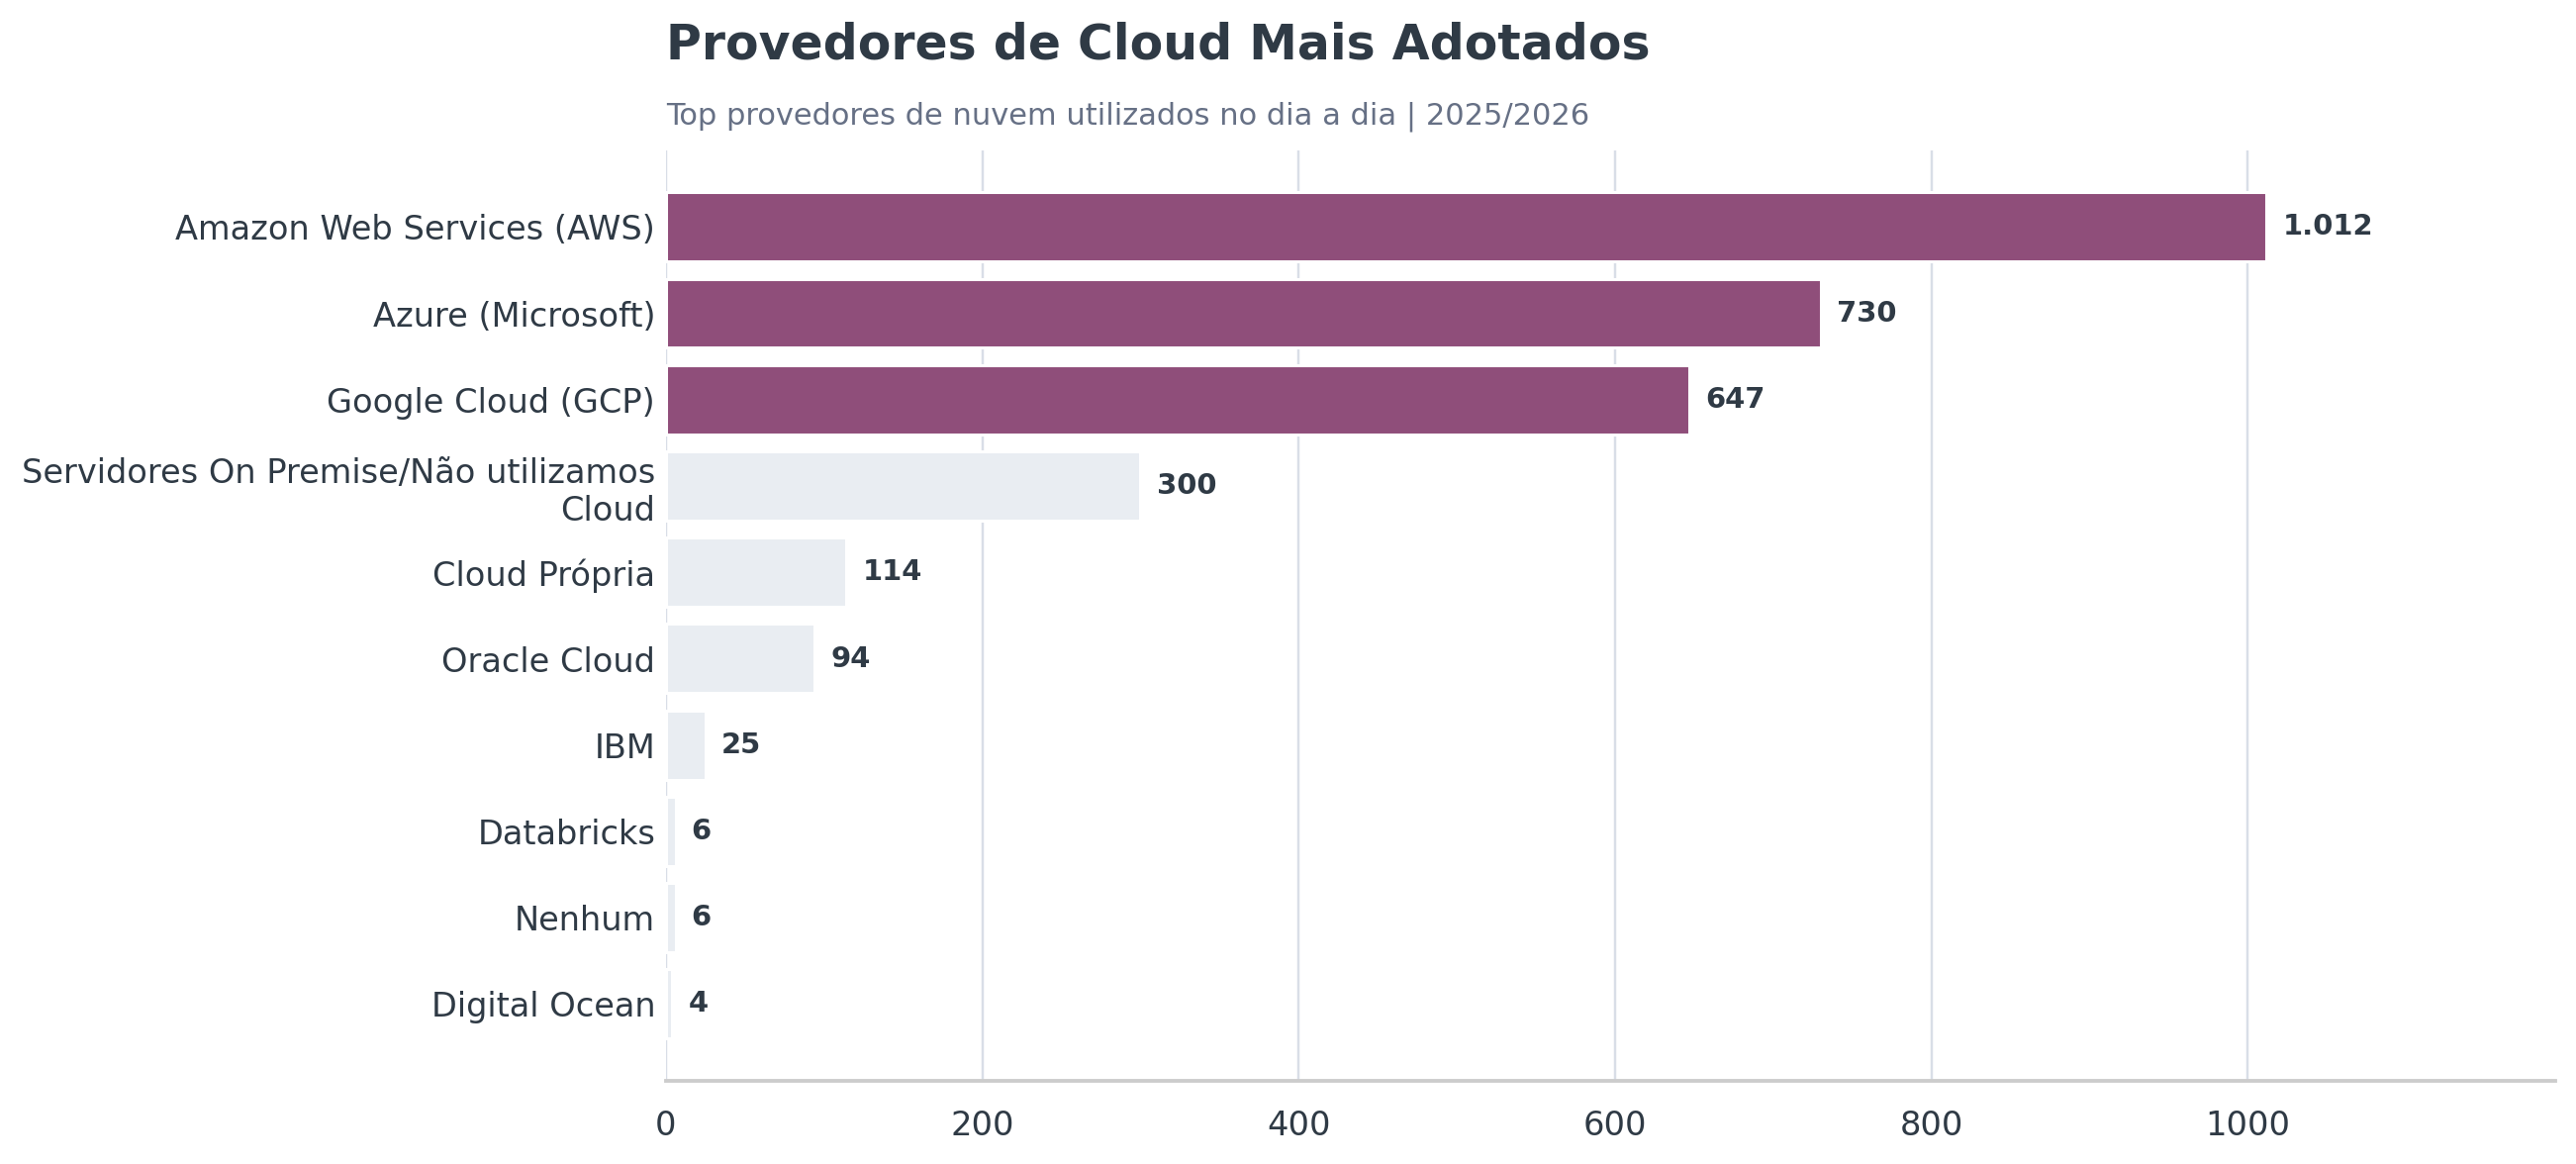 Provedores de Cloud Mais Adotados
Top provedores de nuvem utilizados no dia a dia | 2025/2026
Amazon Web Services (AWS) 1.012
Azure (Microsoft) 730
Google Cloud (GCP) 647
Servidores On Premise/Não utilizamos
Cloud 300
Cloud Própria 114
Oracle Cloud 94
IBM 25
Databricks 6
Nenhum 6
Digital Ocean 4
0 200 400 600 800 1000